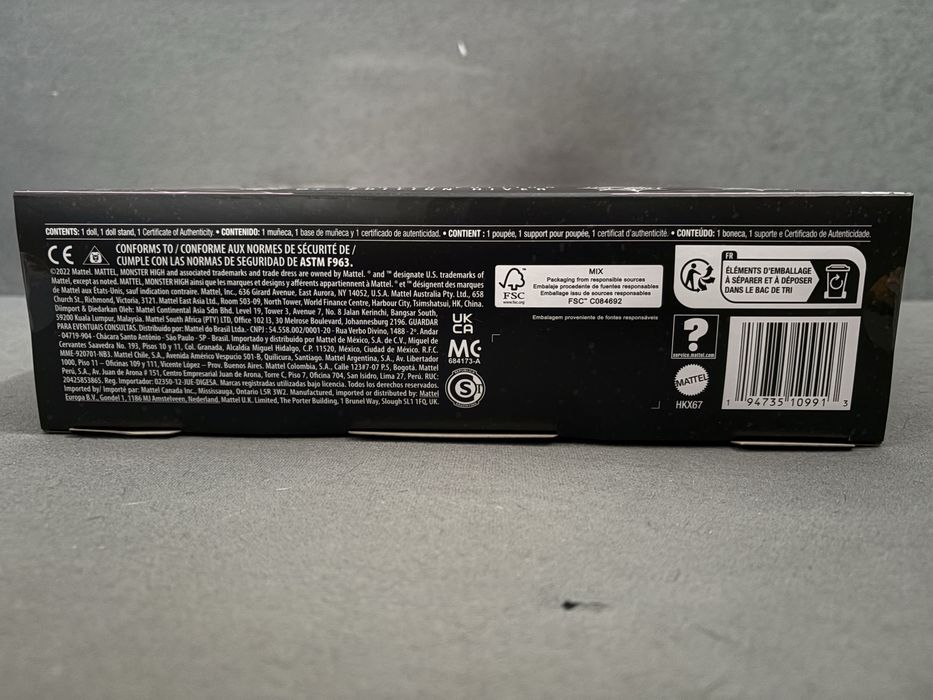 CONTENTS: 1 doll, 1 doll stand, 1 Certificate of Authenticity. • CONTENIDO: 1 muñeca, 1 base de muñeca y 1 certificado de autenticidad. • CONTIENT : 1 poupée, 1 support pour poupée, 1 certificat d'authenticité. • CONTEÚDO: 1 boneca, 1 suporte e Certificado de Autenticidade.
CE
CONFORMS TO / CONFORME AUX NORMES DE SÉCURITÉ DE /
CUMPLE CON LAS NORMAS DE SEGURIDAD DE ASTM F963.
©2022 Mattel. MATTEL, MONSTER HIGH and associated trademarks and trade dress are owned by Mattel. ® and ™ designate U.S. trademarks of
Mattel, except as noted. MATTEL, MONSTER HIGH ainsi que les marques et designs y afférents appartiennent à Mattel. ® et ™ désignent des marques
de Mattel aux États-Unis, sauf indication contraire. Mattel, Inc., 636 Girard Avenue, East Aurora, NY 14052, U.S.A. Mattel Australia Pty. Ltd., 658
Church St., Richmond, Victoria, 3121. Mattel East Asia Ltd., Room 503-09, North Tower, World Finance Centre, Harbour City, Tsimshatsui, HK, China.
Diimport & Diedarkan Oleh: Mattel Continental Asia Sdn Bhd. Level 19, Tower 3, Avenue 7, No. 8 Jalan Kerinchi, Bangsar South,
59200 Kuala Lumpur, Malaysia. Mattel South Africa (PTY) LTD, Office 102 I3, 30 Melrose Boulevard, Johannesburg 2196. GUARDAR
PARA EVENTUAIS CONSULTAS. Distribuído por: Mattel do Brasil Ltda.- CNPJ : 54.558.002/0001-20 - Rua Verbo Divino, 1488 - 2º. Andar
- 04719-904 - Chácara Santo Antônio - São Paulo - SP - Brasil. Importado y distribuido por Mattel de México, S.A. de C.V., Miguel de
Cervantes Saavedra No. 193, Pisos 10 y 11, Col. Granada, Alcaldía Miguel Hidalgo, C.P. 11520, México, Ciudad de México. R.F.C.
MME-920701-NB3. Mattel Chile, S.A., Avenida Américo Vespucio 501-B, Quilicura, Santiago. Mattel Argentina, S.A., Av. Libertador
1000, Piso 11 – Oficinas 109 y 111, Vicente López – Prov. Buenos Aires. Mattel Colombia, S.A., Calle 123#7-07 P.5, Bogotá. Mattel
Perú, S.A., Av. Juan de Arona # 151, Centro Empresarial Juan de Arona, Torre C, Piso 7, Oficina 704, San Isidro, Lima 27, Perú. RUC:
20425853865. Reg. Importador: 02350-12-JUE-DIGESA. Marcas registradas utilizadas bajo licencia. Todos los derechos reservados.
Imported by/ Importé par: Mattel Canada Inc., Mississauga, Ontario L5R 3W2. Mattel Manufactured for, imported or distributed by Mattel
Europa B.V., Gondel 1, 1186 MJ Amstelveen, Nederland. Mattel U.K. Limited, The Porter Building, 1 Brunel Way, Slough SL1 1FQ, UK.
UK
CA
MC
684173-A
S
FSC
www.fsc.org
MIX
Packaging from responsible sources
Embalaje procedente de fuentes responsables
Emballage issu de sources responsables
FSC™ C084692
Embalagem proveniente de fontes responsáveis
FR
ÉLÉMENTS D'EMBALLAGE
À SÉPARER ET À DÉPOSER
DANS LE BAC DE TRI
?
service.mattel.com
MATTEL
HKX67
1 94735 10991 3